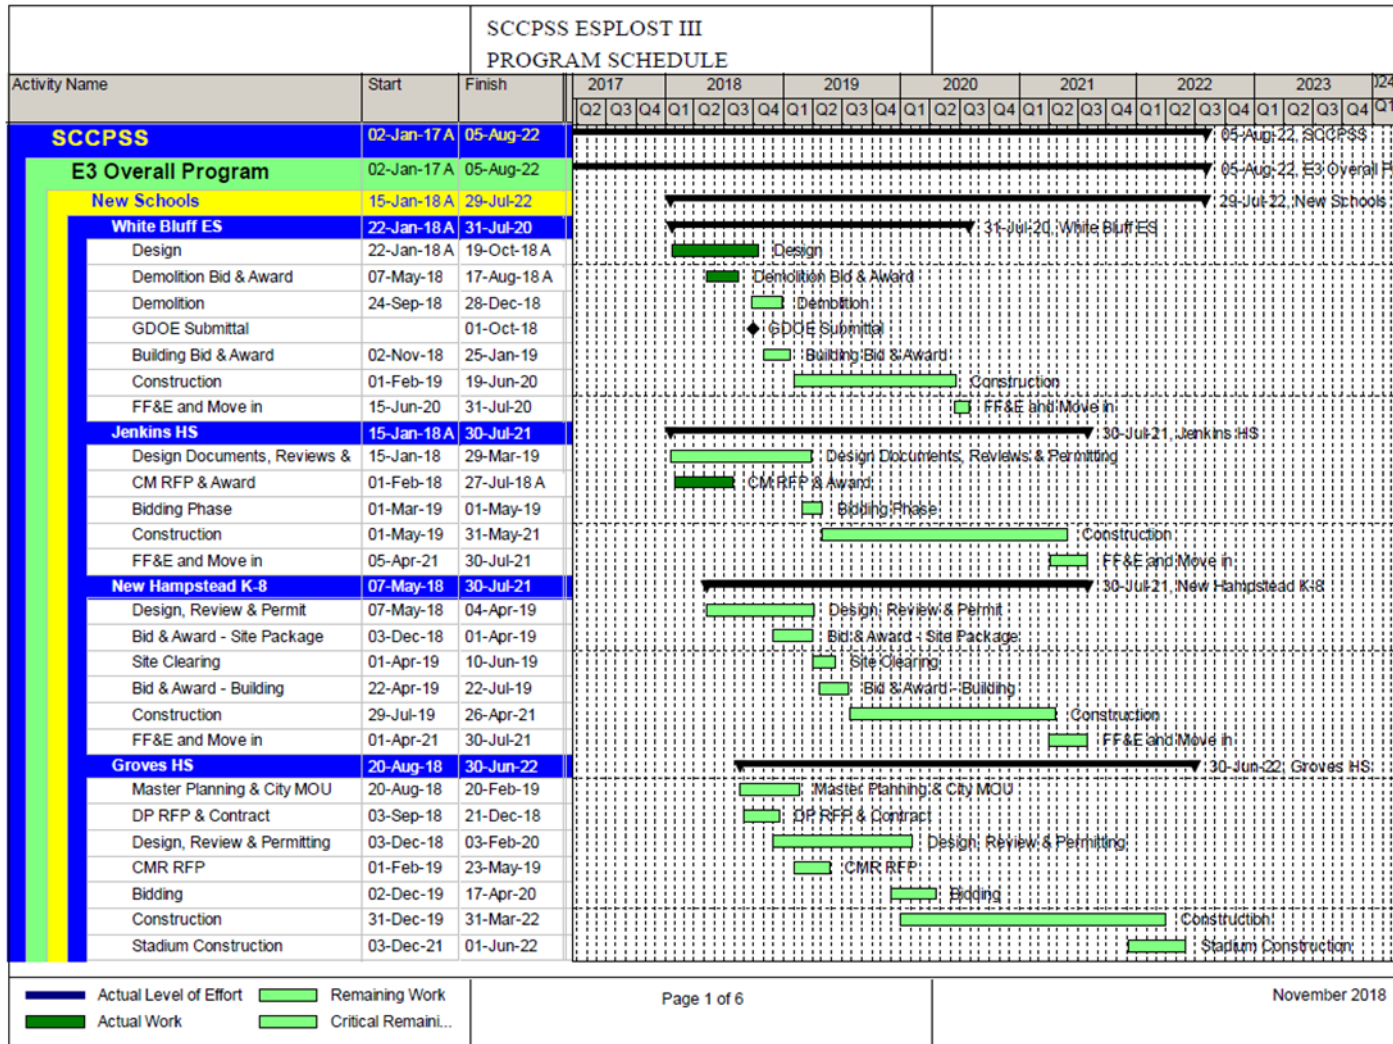 SCCPSS ESPLOST III
PROGRAM SCHEDULE
Activity Name Start Finish 2017 2018 2019 2020 2021 2022 2023 024
Q2 Q3 Q4 Q1 Q2 Q3 Q4 Q1 Q2 Q3 Q4 Q1 Q2 Q3 Q4 Q1 Q2 Q3 Q4 Q1 Q2 Q3 Q4 Q1 Q2 Q3 Q4 Q1
SCCPSS 02-Jan-17 A 05-Aug-22 05-Aug-22, SCCPSS
E3 Overall Program 02-Jan-17 A 05-Aug-22 05-Aug-22, E3 Overall P
New Schools 15-Jan-18 A 29-Jul-22 29-Jul-22, New Schools
White Bluff ES 22-Jan-18 A 31-Jul-20 31-Jul-20, White Bluff ES
Design 22-Jan-18 A 19-Oct-18 A Design
Demolition Bid & Award 07-May-18 17-Aug-18 A Demolition Bid & Award
Demolition 24-Sep-18 28-Dec-18 Demolition
GDOE Submittal 01-Oct-18 GDOE Submittal
Building Bid & Award 02-Nov-18 25-Jan-19 Building Bid & Award
Construction 01-Feb-19 19-Jun-20 Construction
FF&E and Move in 15-Jun-20 31-Jul-20 FF&E and Move in
Jenkins HS 15-Jan-18 A 30-Jul-21 30-Jul-21, Jenkins HS
Design Documents, Reviews & 15-Jan-18 29-Mar-19 Design Documents, Reviews & Permitting
CM RFP & Award 01-Feb-18 27-Jul-18 A CM RFP & Award
Bidding Phase 01-Mar-19 01-May-19 Bidding Phase
Construction 01-May-19 31-May-21 Construction
FF&E and Move in 05-Apr-21 30-Jul-21 FF&E and Move in
New Hampstead K-8 07-May-18 30-Jul-21 30-Jul-21, New Hampstead K-8
Design, Review & Permit 07-May-18 04-Apr-19 Design, Review & Permit
Bid & Award - Site Package 03-Dec-18 01-Apr-19 Bid & Award - Site Package
Site Clearing 01-Apr-19 10-Jun-19 Site Clearing
Bid & Award - Building 22-Apr-19 22-Jul-19 Bid & Award - Building
Construction 29-Jul-19 26-Apr-21 Construction
FF&E and Move in 01-Apr-21 30-Jul-21 FF&E and Move in
Groves HS 20-Aug-18 30-Jun-22 30-Jun-22, Groves HS
Master Planning & City MOU 20-Aug-18 20-Feb-19 Master Planning & City MOU
DP RFP & Contract 03-Sep-18 21-Dec-18 DP RFP & Contract
Design, Review & Permitting 03-Dec-18 03-Feb-20 Design, Review & Permitting
CMR RFP 01-Feb-19 23-May-19 CMR RFP
Bidding 02-Dec-19 17-Apr-20 Bidding
Construction 31-Dec-19 31-Mar-22 Construction
Stadium Construction 03-Dec-21 01-Jun-22 Stadium Construction
Actual Level of Effort Remaining Work Page 1 of 6 November 2018
Actual Work Critical Remaini...